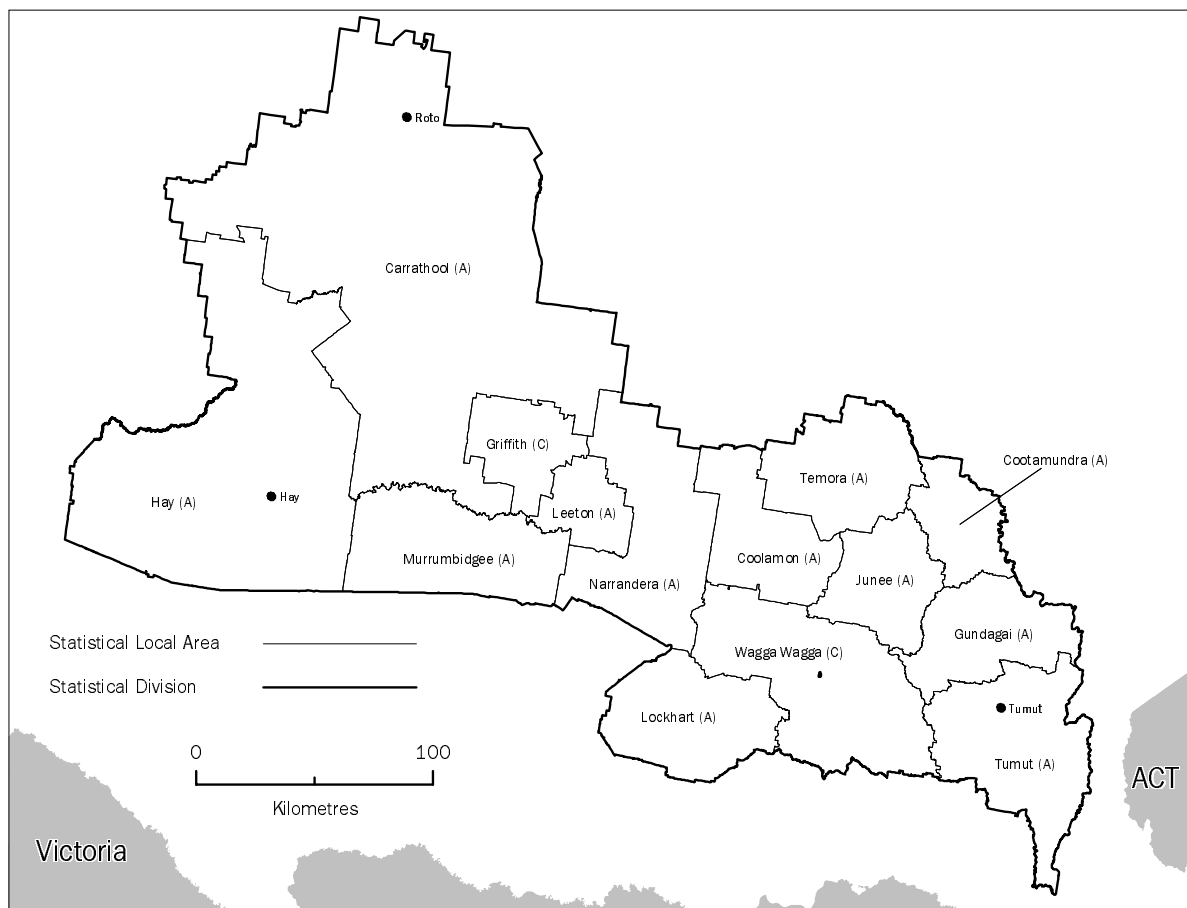 Roto
Carrathool (A)
Griffith (C)
Cootamundra (A)
Temora (A)
Hay (A)
Hay
Leeton (A)
Murrumbidgee (A)
Coolamon (A)
Narrandera (A)
Junee (A)
Gundagai (A)
Statistical Local Area
Wagga Wagga (C)
Statistical Division
Lockhart (A)
Tumut
Tumut (A)
0 100
Kilometres
ACT
Victoria